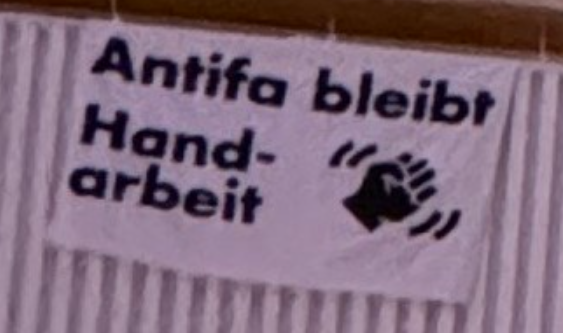 Antifa bleibt
Hand-
arbeit